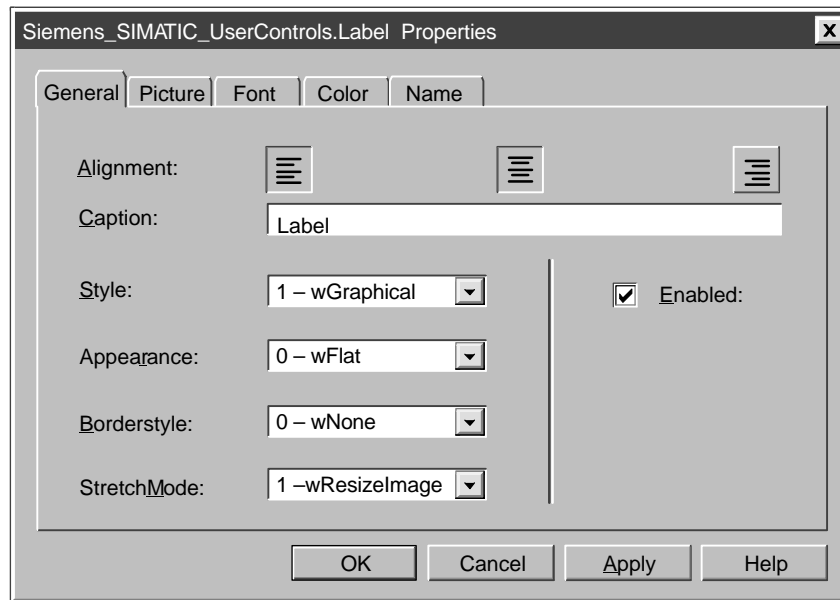 Siemens_SIMATIC_UserControls.Label Properties
General Picture Font Color Name
Alignment:
Caption: Label
Style: 1 – wGraphical Enabled:
Appearance: 0 – wFlat
Borderstyle: 0 – wNone
StretchMode: 1 –wResizeImage
OK Cancel Apply Help